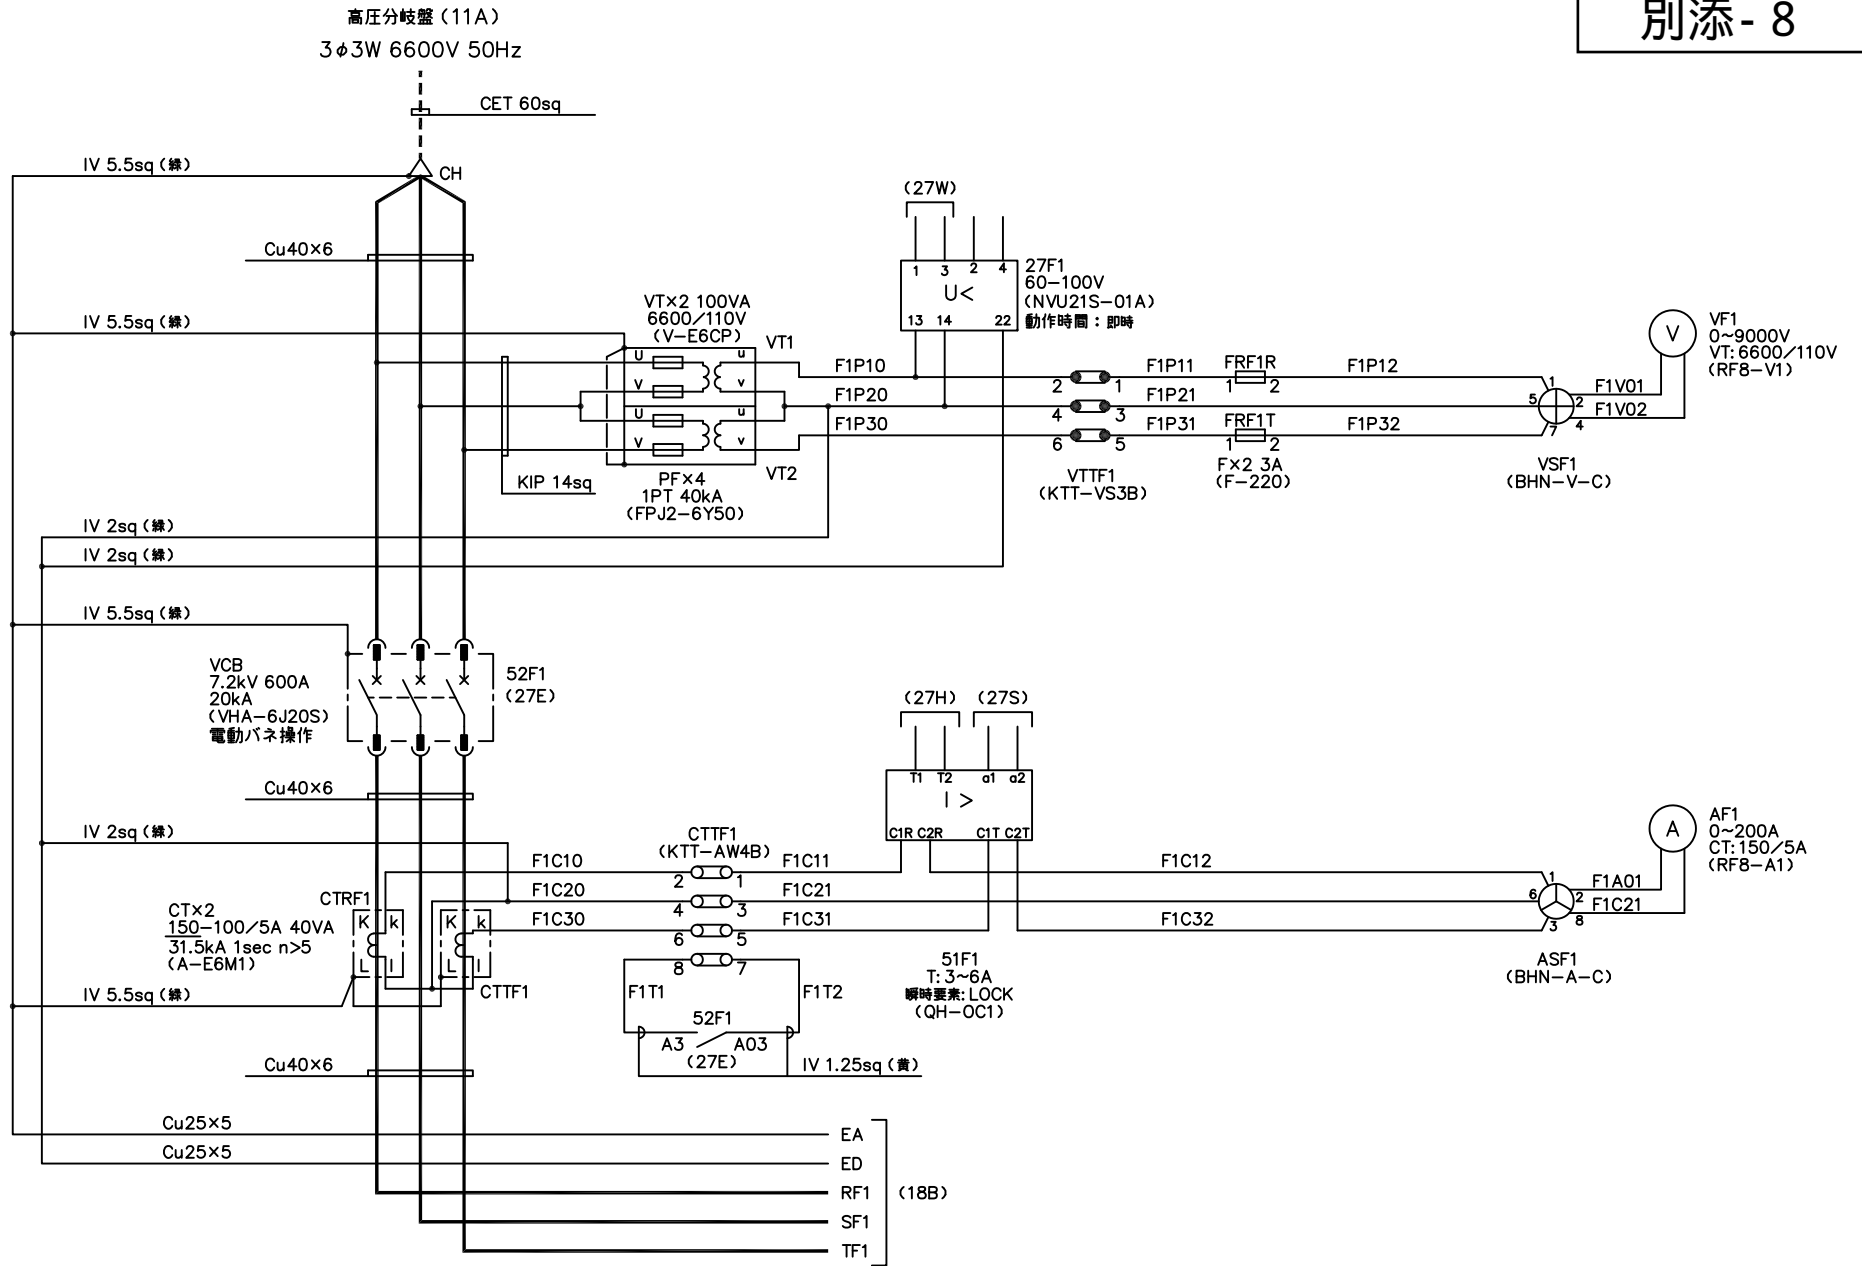 別添-8
高圧分岐盤(11A)
3φ3W 6600V 50Hz
CET 60sq
IV 5.5sq(緑)
CH
Cu40×6
IV 5.5sq(緑)
VT×2 100VA
6600/110V
(V-E6CP)
VT1
U u
V v
U u
V v
VT2
KIP 14sq
PF×4
1PT 40kA
(FPJ2-6Y50)
(27W)
1 3 2 4
U<
13 14 22
27F1
60-100V
(NVU21S-01A)
動作時間:即時
F1P10
F1P20
F1P30
2 1
4 3
6 5
VTTF1
(KTT-VS3B)
F1P11
F1P21
F1P31
FRF1R
1 2
FRF1T
1 2
F×2 3A
(F-220)
F1P12
F1P32
1
5 2
4
7
VSF1
(BHN-V-C)
F1V01
F1V02
V
VF1
0~9000V
VT:6600/110V
(RF8-V1)
IV 2sq(緑)
IV 2sq(緑)
IV 5.5sq(緑)
VCB
7.2kV 600A
20kA
(VHA-6J20S)
電動バネ操作
52F1
(27E)
Cu40×6
IV 2sq(緑)
CTRF1
CT×2
150-100/5A 40VA
31.5kA 1sec n>5
(A-E6M1)
K k
L l
K k
L l
CTTF1
F1C10
F1C20
F1C30
CTTF1
(KTT-AW4B)
2 1
4 3
6 5
8 7
F1C11
F1C21
F1C31
F1T1
F1T2
52F1
A3 A03
(27E)
IV 1.25sq(黄)
(27H) (27S)
T1 T2 a1 a2
I >
C1R C2R C1T C2T
51F1
T:3~6A
瞬時要素:LOCK
(QH-OC1)
F1C12
F1C32
1
6 2
8
3
ASF1
(BHN-A-C)
F1A01
F1C21
A
AF1
0~200A
CT:150/5A
(RF8-A1)
IV 5.5sq(緑)
Cu40×6
Cu25×5
Cu25×5
EA
ED
RF1
SF1
TF1
(18B)